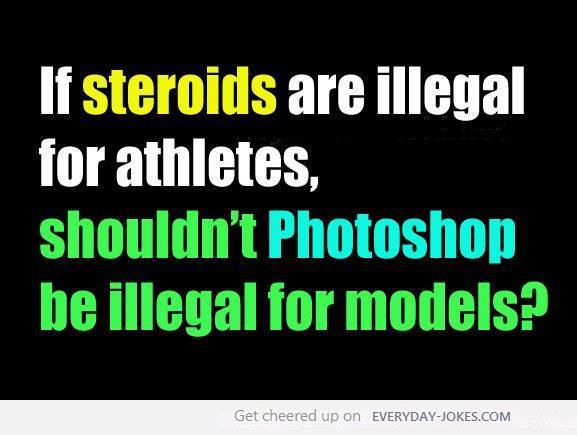 If steroids are illegal
for athletes,
shouldn't Photoshop
be illegal for models?
Get cheered up on EVERYDAY-JOKES.COM